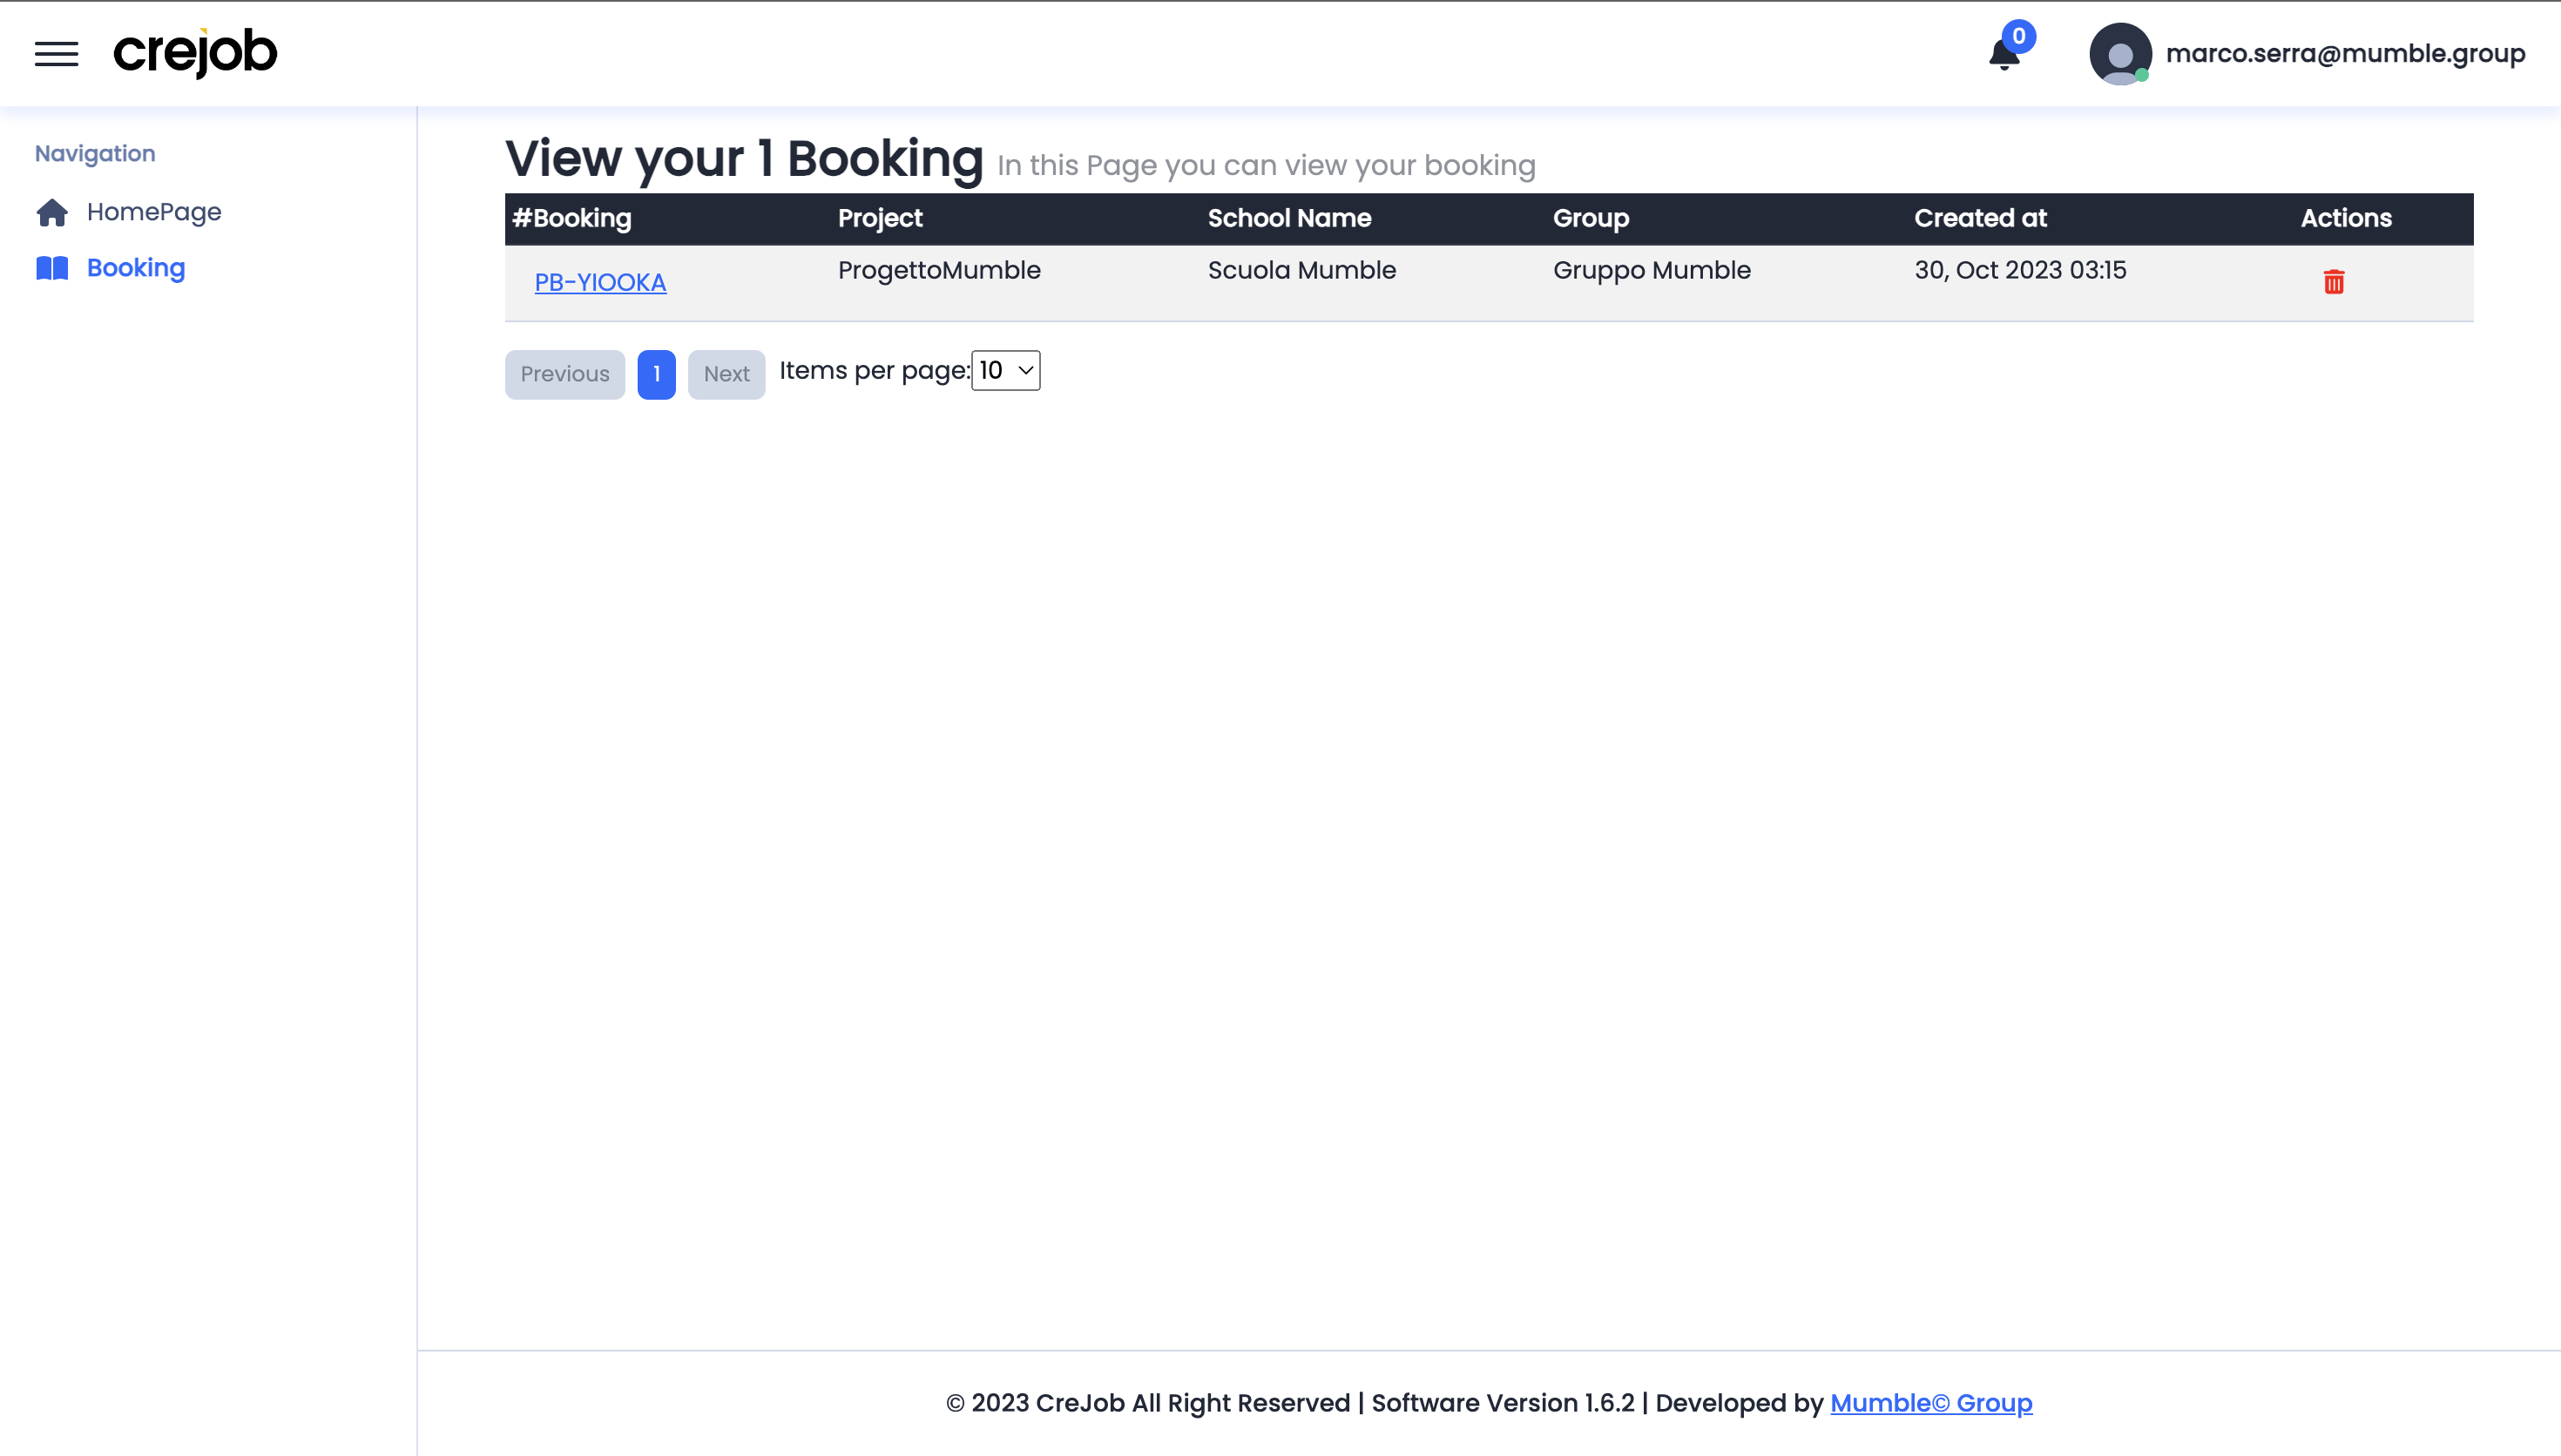 crejob
0
marco.serra@mumble.group
Navigation
HomePage
Booking
View your 1 Booking In this Page you can view your booking
#Booking Project School Name Group Created at Actions
PB-YIOOKA ProgettoMumble Scuola Mumble Gruppo Mumble 30, Oct 2023 03:15
Previous 1 Next Items per page: 10
© 2023 CreJob All Right Reserved | Software Version 1.6.2 | Developed by Mumble© Group